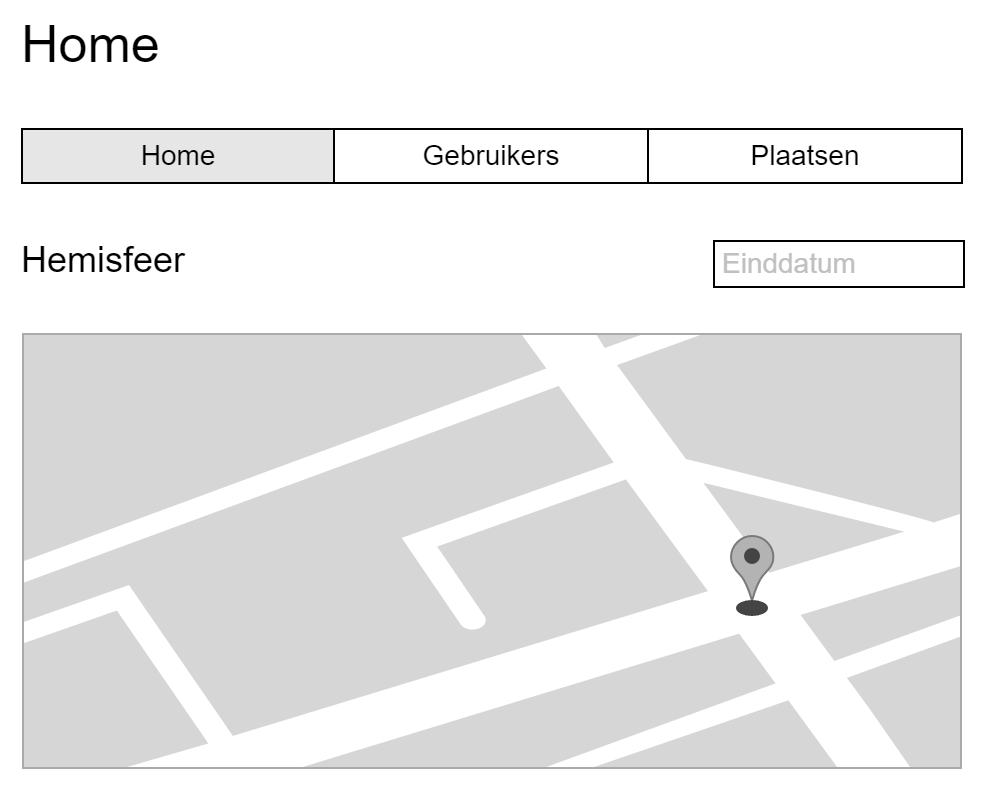 Home
Home Gebruikers Plaatsen
Hemisfeer
Einddatum